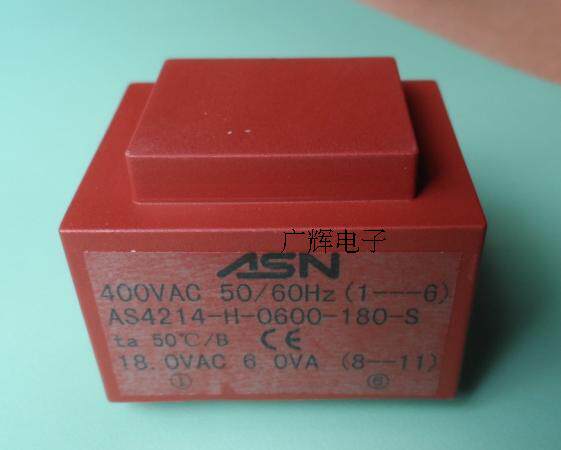 广辉电子
ASN
400VAC 50/60Hz (1---6)
AS4214-H-0600-180-S
ta 50℃/B CE
18.0VAC 6.0VA (8--11)
① ⑥